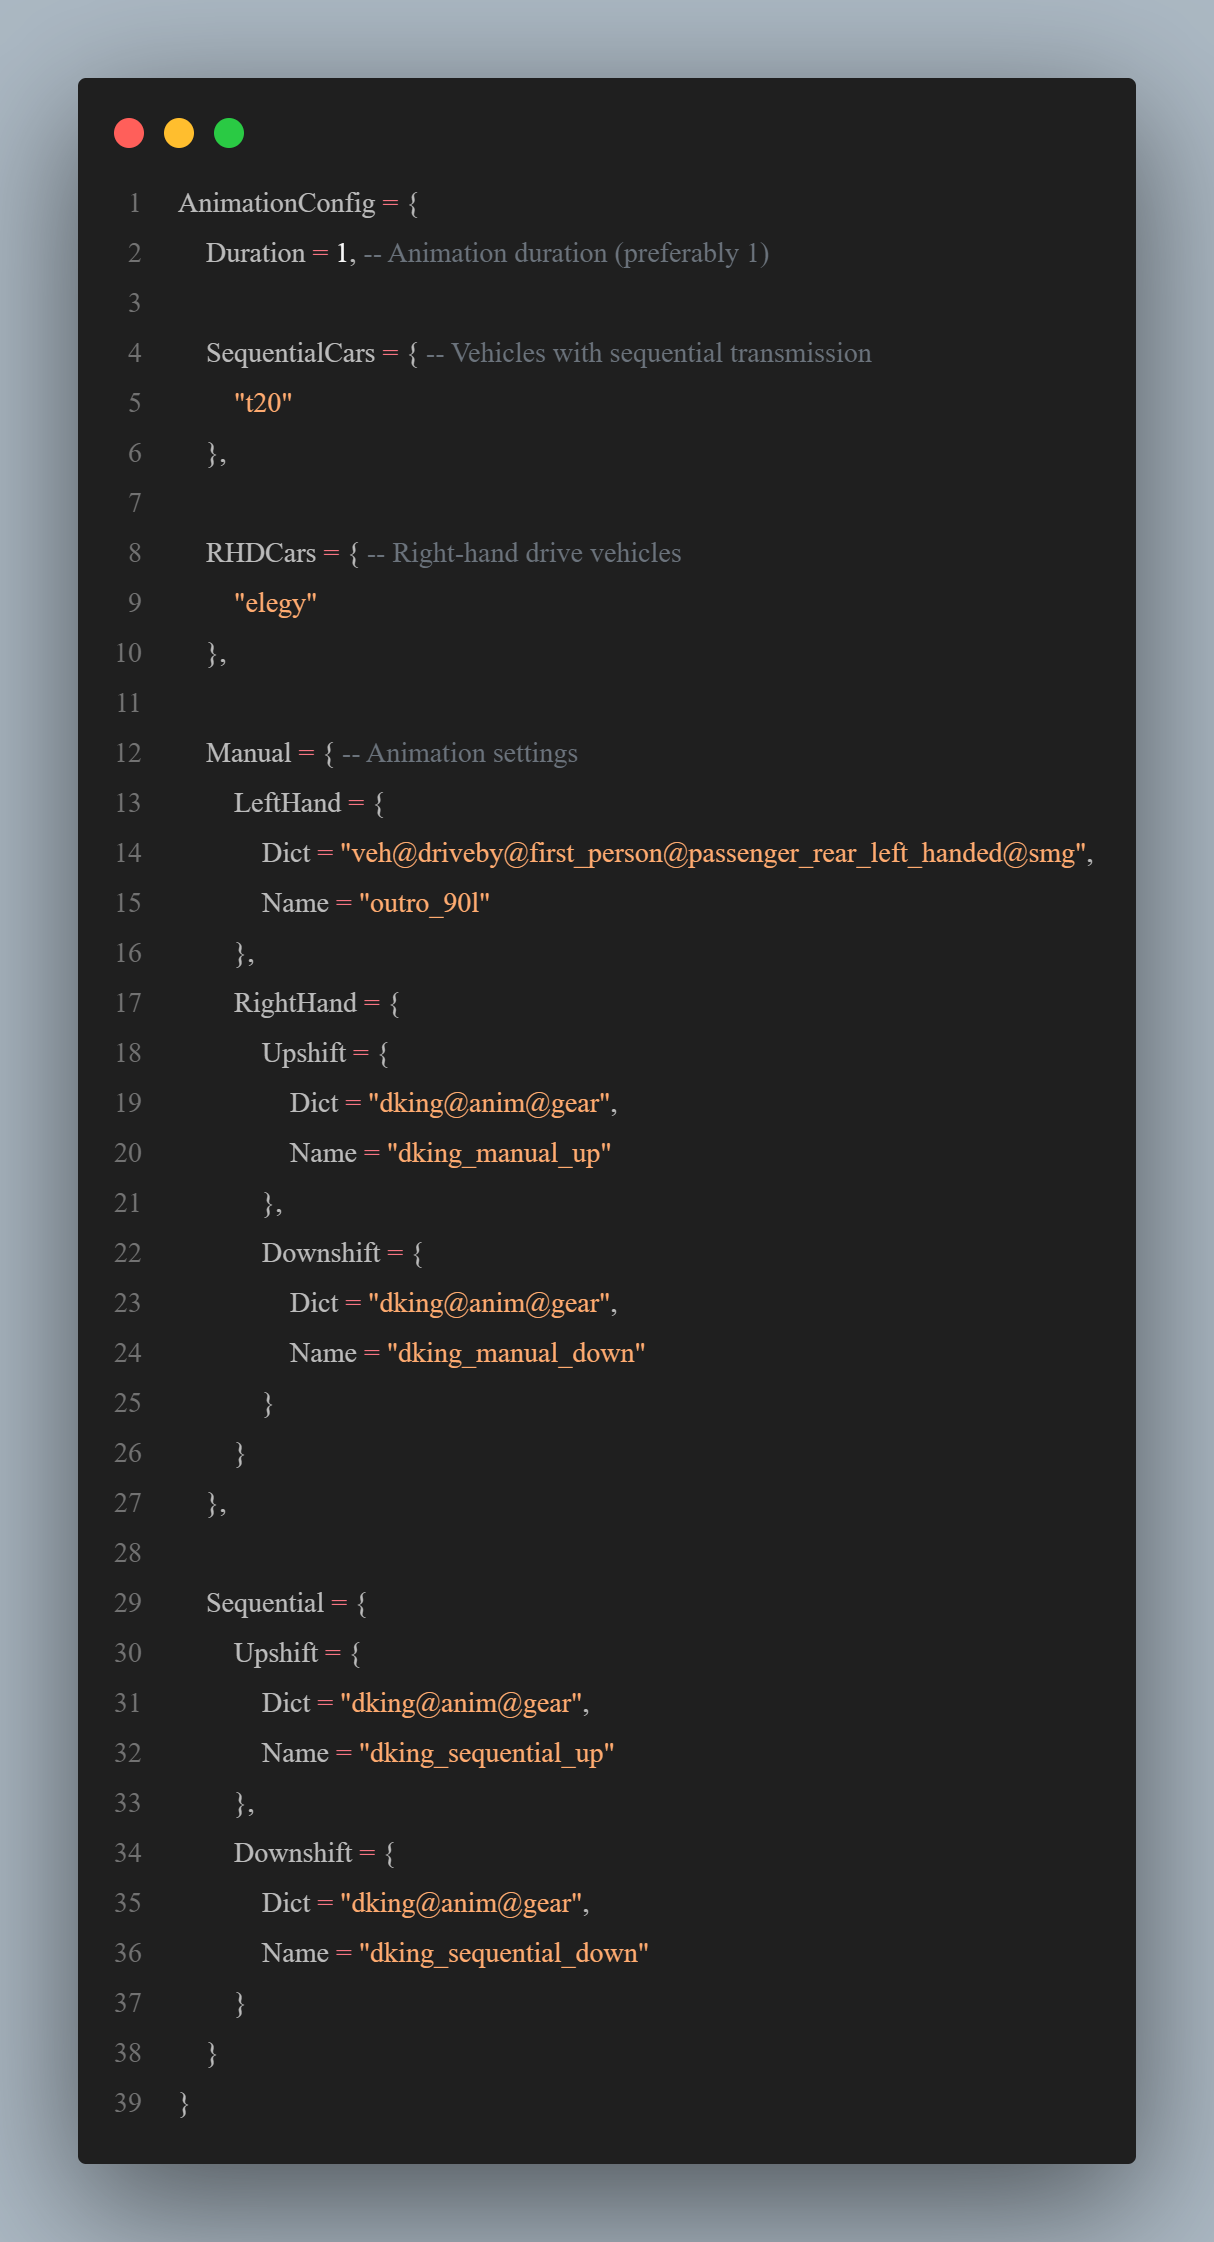 1 AnimationConfig = {
2     Duration = 1, -- Animation duration (preferably 1)
3
4     SequentialCars = { -- Vehicles with sequential transmission
5         "t20"
6     },
7
8     RHDCars = { -- Right-hand drive vehicles
9         "elegy"
10     },
11
12     Manual = { -- Animation settings
13         LeftHand = {
14             Dict = "veh@driveby@first_person@passenger_rear_left_handed@smg",
15             Name = "outro_90l"
16         },
17         RightHand = {
18             Upshift = {
19                 Dict = "dking@anim@gear",
20                 Name = "dking_manual_up"
21             },
22             Downshift = {
23                 Dict = "dking@anim@gear",
24                 Name = "dking_manual_down"
25             }
26         }
27     },
28
29     Sequential = {
30         Upshift = {
31             Dict = "dking@anim@gear",
32             Name = "dking_sequential_up"
33         },
34         Downshift = {
35             Dict = "dking@anim@gear",
36             Name = "dking_sequential_down"
37         }
38     }
39 }